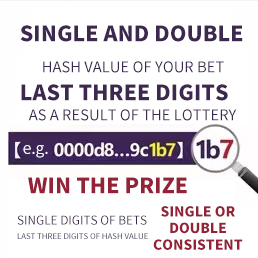 SINGLE AND DOUBLE
HASH VALUE OF YOUR BET
LAST THREE DIGITS
AS A RESULT OF THE LOTTERY
【e.g. 0000d8...9c1b7】 1b7
WIN THE PRIZE
SINGLE DIGITS OF BETS
LAST THREE DIGITS OF HASH VALUE
SINGLE OR
DOUBLE
CONSISTENT